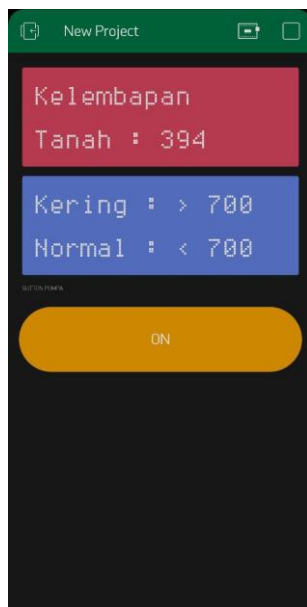 New Project
Kelembapan
Tanah : 394
Kering : > 700
Normal : < 700
BUTTON POMPA
ON